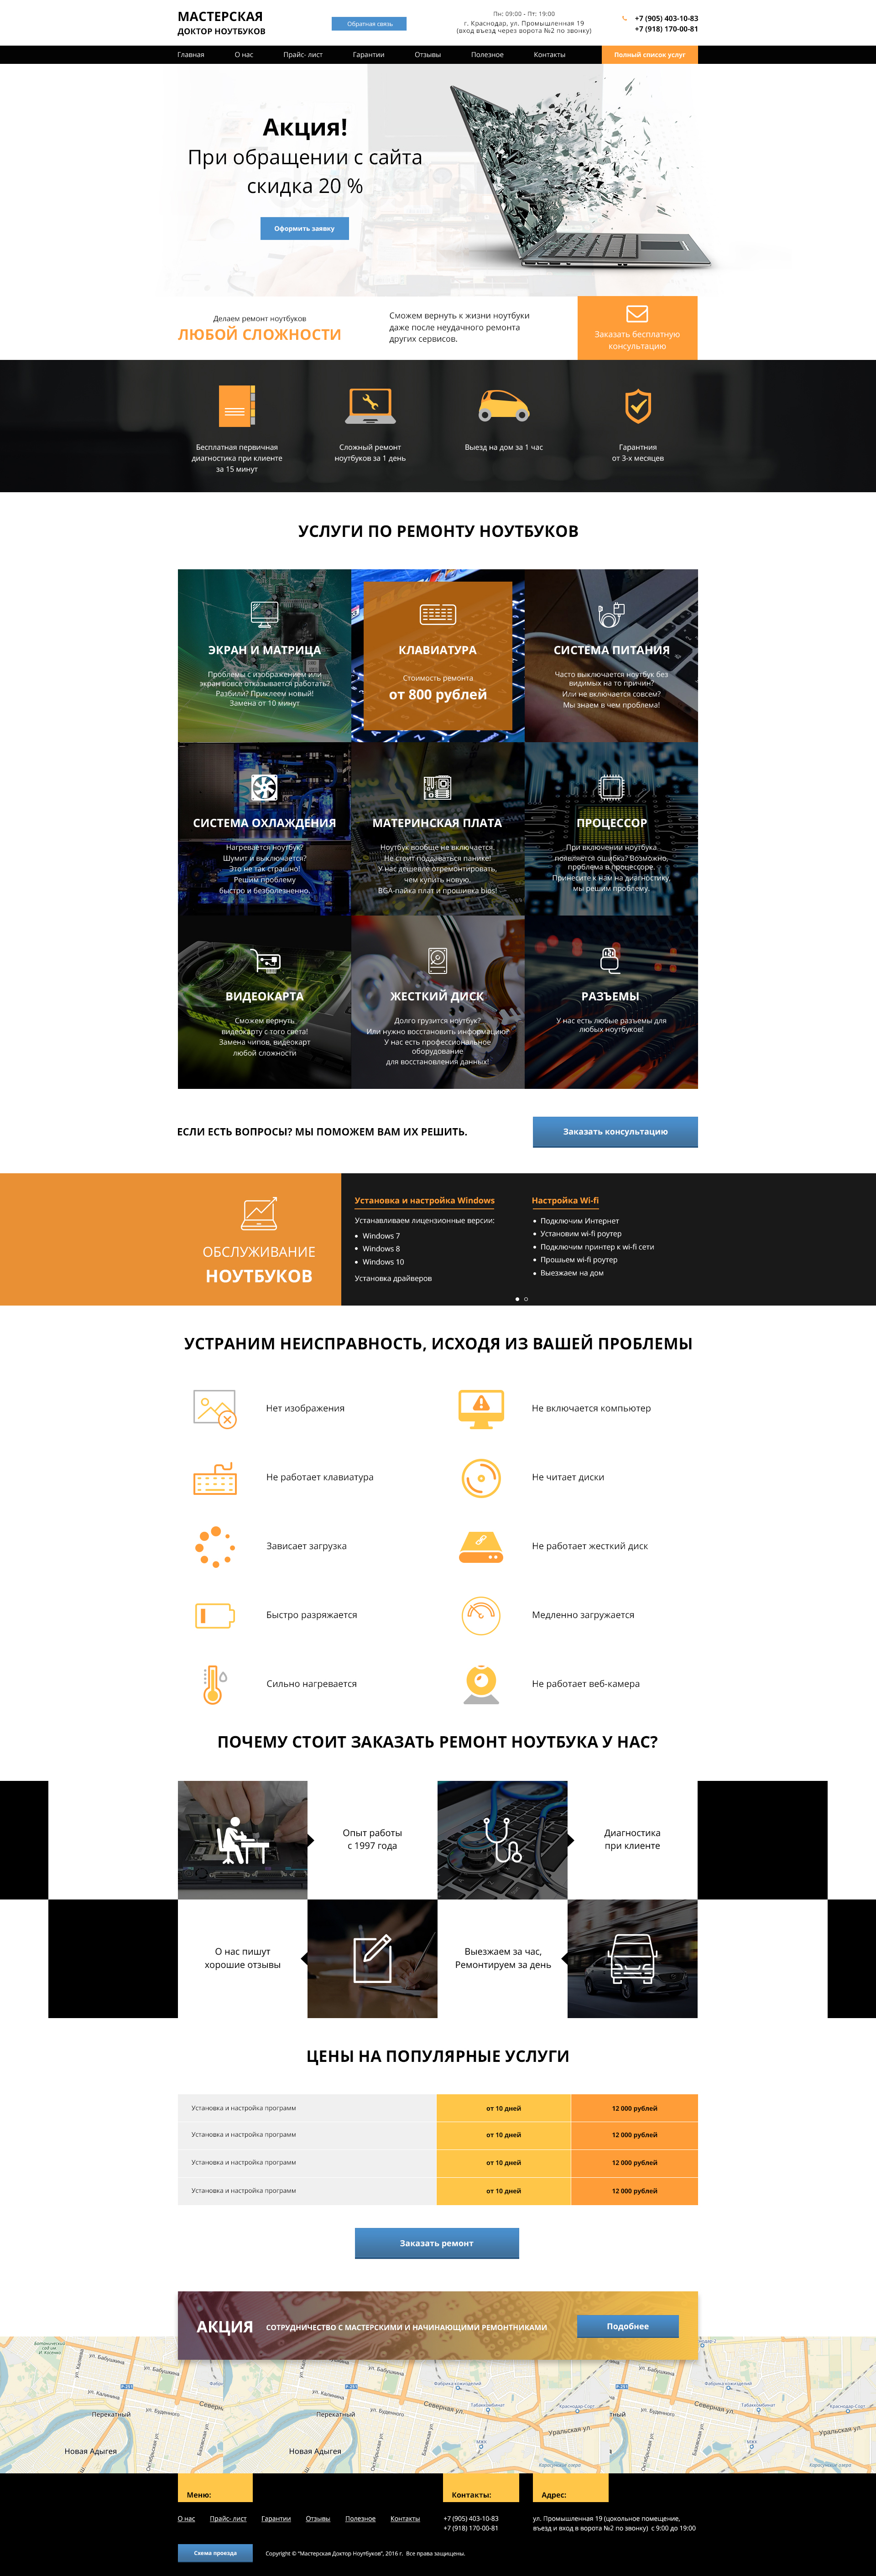 МАСТЕРСКАЯ
ДОКТОР НОУТБУКОВ
Обратная связь
Пн: 09:00 - Пт: 19:00
г. Краснодар, ул. Промышленная 19
(вход въезд через ворота №2 по звонку)
+7 (905) 403-10-83
+7 (918) 170-00-81
Главная
О нас
Прайс- лист
Гарантии
Отзывы
Полезное
Контакты
Полный список услуг
Акция!
При обращении с сайта
скидка 20 %
Оформить заявку
Делаем ремонт ноутбуков
ЛЮБОЙ СЛОЖНОСТИ
Сможем вернуть к жизни ноутбуки
даже после неудачного ремонта
других сервисов.
Заказать бесплатную
консультацию
Бесплатная первичная
диагностика при клиенте
за 15 минут
Сложный ремонт
ноутбуков за 1 день
Выезд на дом за 1 час
Гарантния
от 3-х месяцев
УСЛУГИ ПО РЕМОНТУ НОУТБУКОВ
ЭКРАН И МАТРИЦА
Проблемы с изображением или
экран вовсе отказывается работать?
Разбили? Приклеем новый!
Замена от 10 минут
КЛАВИАТУРА
Стоимость ремонта
от 800 рублей
СИСТЕМА ПИТАНИЯ
Часто выключается ноутбук без
видимых на то причин?
Или не включается совсем?
Мы знаем в чем проблема!
СИСТЕМА ОХЛАЖДЕНИЯ
Нагревается ноутбук?
Шумит и выключается?
Это не так страшно!
Решим проблему
быстро и безболезненно.
МАТЕРИНСКАЯ ПЛАТА
Ноутбук вообще не включается.
Не стоит поддаваться панике!
У нас дешевле отремонтировать,
чем купить новую.
BGA-пайка плат и прошивка bios!
ПРОЦЕССОР
При включении ноутбука
появляется ошибка? Возможно,
проблема в процессоре.
Принесите к нам на диагностику,
мы решим проблему.
ВИДЕОКАРТА
Сможем вернуть
видеокарту с того света!
Замена чипов, видеокарт
любой сложности
ЖЕСТКИЙ ДИСК
Долго грузится ноутбук?
Или нужно восстановить информацию?
У нас есть профессиональное
оборудование
для восстановления данных!
РАЗЪЕМЫ
У нас есть любые разъемы для
любых ноутбуков!
ЕСЛИ ЕСТЬ ВОПРОСЫ? МЫ ПОМОЖЕМ ВАМ ИХ РЕШИТЬ.
Заказать консультацию
ОБСЛУЖИВАНИЕ
НОУТБУКОВ
Установка и настройка Windows
Устанавливаем лицензионные версии:
Windows 7
Windows 8
Windows 10
Установка драйверов
Настройка Wi-fi
Подключим Интернет
Установим wi-fi роутер
Подключим принтер к wi-fi сети
Прошьем wi-fi роутер
Выезжаем на дом
УСТРАНИМ НЕИСПРАВНОСТЬ, ИСХОДЯ ИЗ ВАШЕЙ ПРОБЛЕМЫ
Нет изображения
Не включается компьютер
Не работает клавиатура
Не читает диски
Зависает загрузка
Не работает жесткий диск
Быстро разряжается
Медленно загружается
Сильно нагревается
Не работает веб-камера
ПОЧЕМУ СТОИТ ЗАКАЗАТЬ РЕМОНТ НОУТБУКА У НАС?
Опыт работы
с 1997 года
Диагностика
при клиенте
О нас пишут
хорошие отзывы
Выезжаем за час,
Ремонтируем за день
ЦЕНЫ НА ПОПУЛЯРНЫЕ УСЛУГИ
Установка и настройка программ от 10 дней 12 000 рублей
Установка и настройка программ от 10 дней 12 000 рублей
Установка и настройка программ от 10 дней 12 000 рублей
Установка и настройка программ от 10 дней 12 000 рублей
Заказать ремонт
АКЦИЯ
СОТРУДНИЧЕСТВО С МАСТЕРСКИМИ И НАЧИНАЮЩИМИ РЕМОНТНИКАМИ
Подобнее
ул. Бабушкина
ул. Калинина
Перекатный
ул. Буденного
Новая Адыгея
Северная ул.
Уральская ул.
Меню:
Контакты:
Адрес:
О нас
Прайс- лист
Гарантии
Отзывы
Полезное
Контакты
+7 (905) 403-10-83
+7 (918) 170-00-81
ул. Промышленная 19 (цокольное помещение,
въезд и вход в ворота №2 по звонку) с 9:00 до 19:00
Схема проезда
Copyright © "Мастерская Доктор Ноутбуков", 2016 г. Все права защищены.